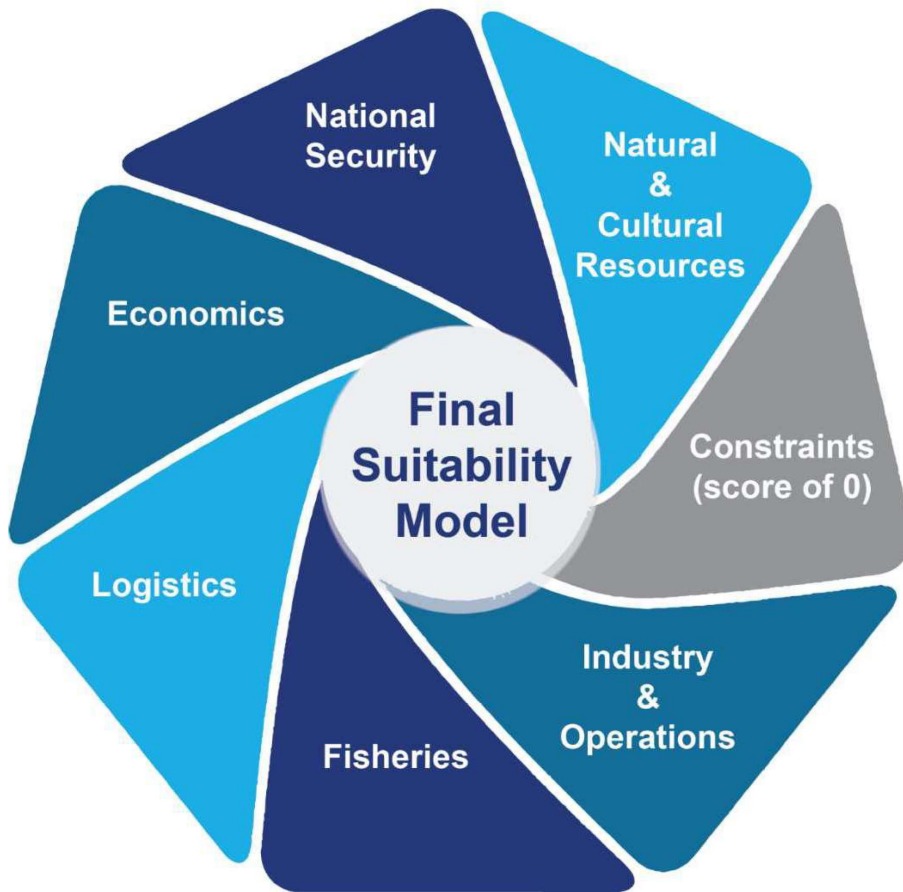 National
Security
Natural
&
Cultural
Resources
Economics
Final
Suitability
Model
Constraints
(score of 0)
Logistics
Industry
&
Operations
Fisheries